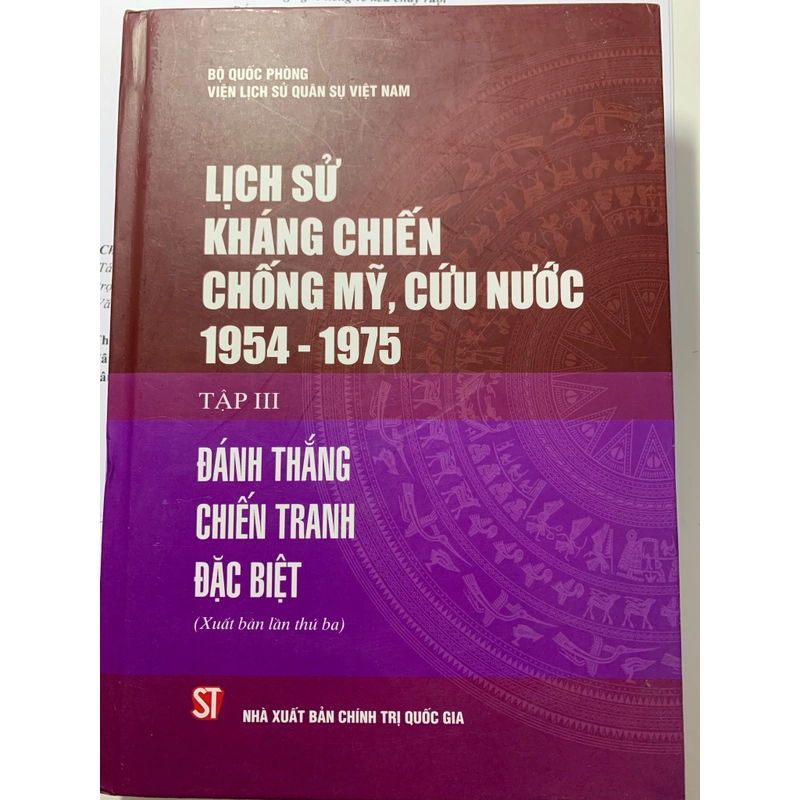 BỘ QUỐC PHÒNG
VIỆN LỊCH SỬ QUÂN SỰ VIỆT NAM
LỊCH SỬ
KHÁNG CHIẾN
CHỐNG MỸ, CỨU NƯỚC
1954 - 1975
TẬP III
ĐÁNH THẮNG
CHIẾN TRANH
ĐẶC BIỆT
(Xuất bản lần thứ ba)
ST
NHÀ XUẤT BẢN CHÍNH TRỊ QUỐC GIA